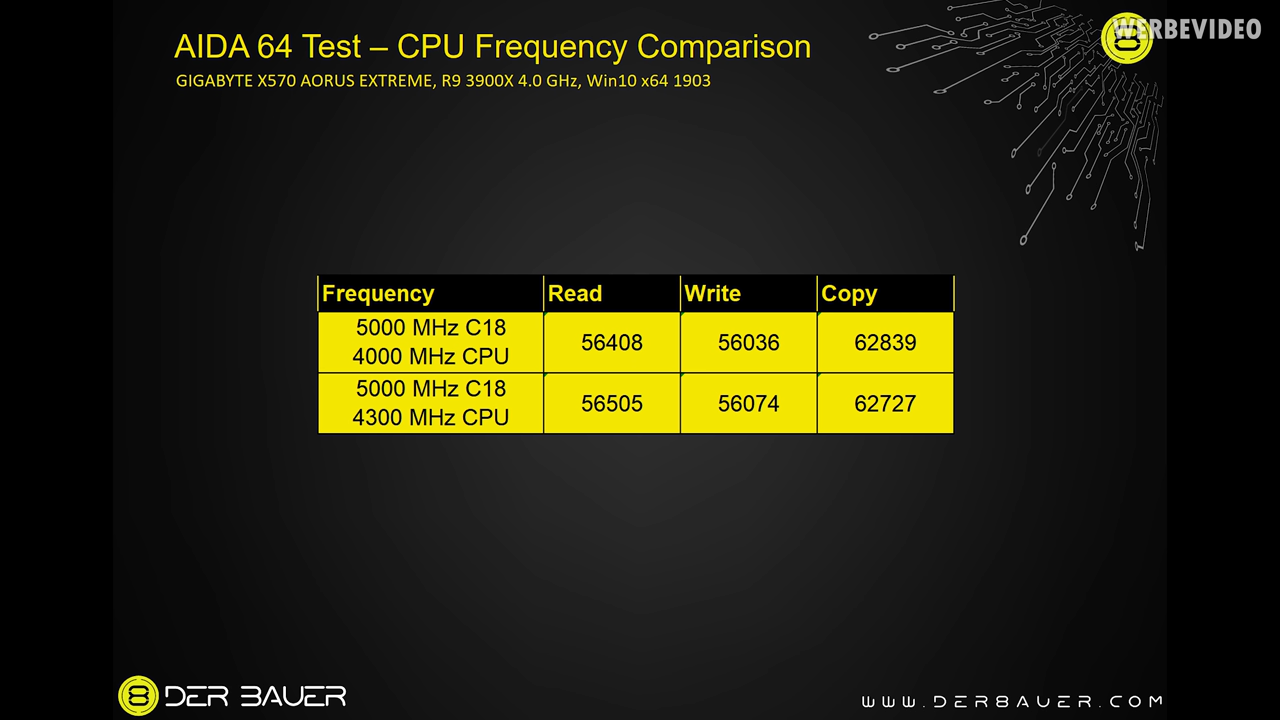 AIDA 64 Test – CPU Frequency Comparison
WERBEVIDEO
GIGABYTE X570 AORUS EXTREME, R9 3900X 4.0 GHz, Win10 x64 1903
Frequency Read Write Copy
5000 MHz C18
4000 MHz CPU
56408 56036 62839
5000 MHz C18
4300 MHz CPU
56505 56074 62727
8 DER 8AUER
WWW.DER8AUER.COM